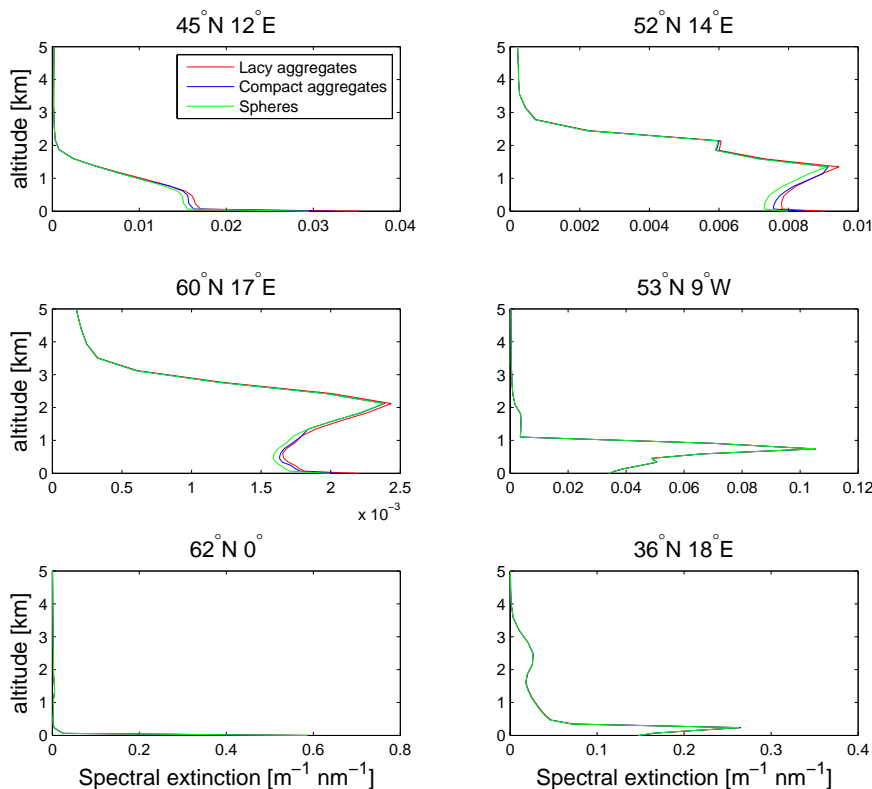 45°N 12°E
52°N 14°E
altitude [km]
5
4
3
2
1
0
0 0.01 0.02 0.03 0.04
Lacy aggregates
Compact aggregates
Spheres
altitude [km]
5
4
3
2
1
0
0 0.002 0.004 0.006 0.008 0.01
60°N 17°E
53°N 9°W
altitude [km]
5
4
3
2
1
0
0 0.5 1 1.5 2 2.5
x 10⁻³
altitude [km]
5
4
3
2
1
0
0 0.02 0.04 0.06 0.08 0.1 0.12
62°N 0°
36°N 18°E
altitude [km]
5
4
3
2
1
0
0 0.2 0.4 0.6 0.8
Spectral extinction [m⁻¹ nm⁻¹]
altitude [km]
5
4
3
2
1
0
0 0.1 0.2 0.3 0.4
Spectral extinction [m⁻¹ nm⁻¹]